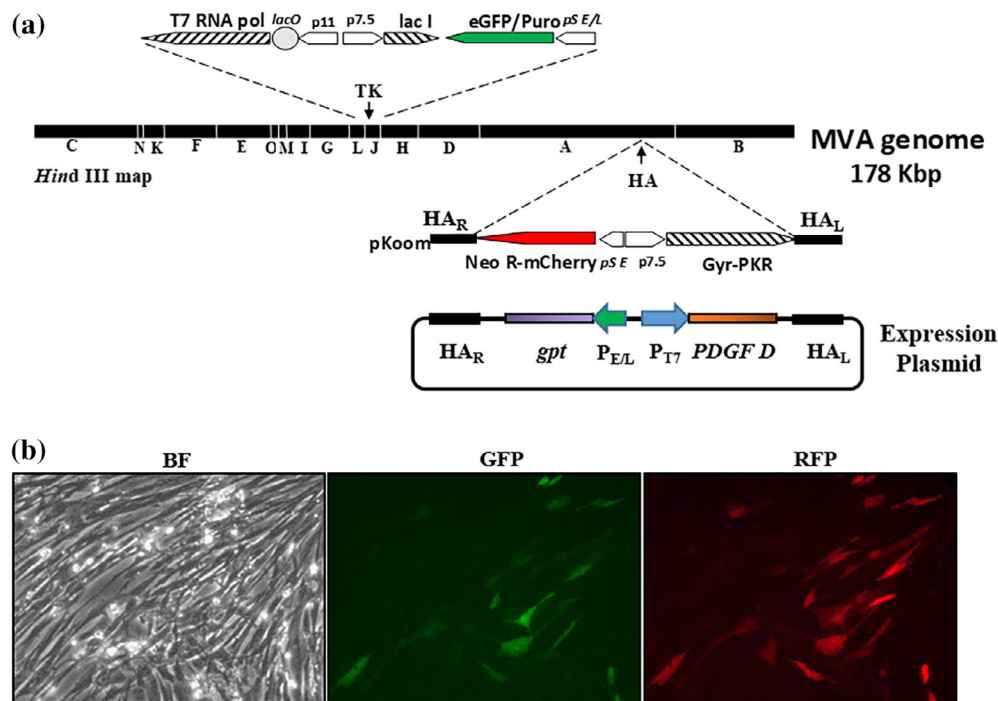 (a)
T7 RNA pol lacO p11 p7.5 lac I eGFP/Puro pS E/L
TK
C N K F E O M I G L J H D A B
MVA genome
178 Kbp
Hind III map
HA
HAR HAL
pKoom
Neo R-mCherry pS E p7.5 Gyr-PKR
HAR gpt PE/L PT7 PDGF D HAL
Expression
Plasmid
(b)
BF GFP RFP